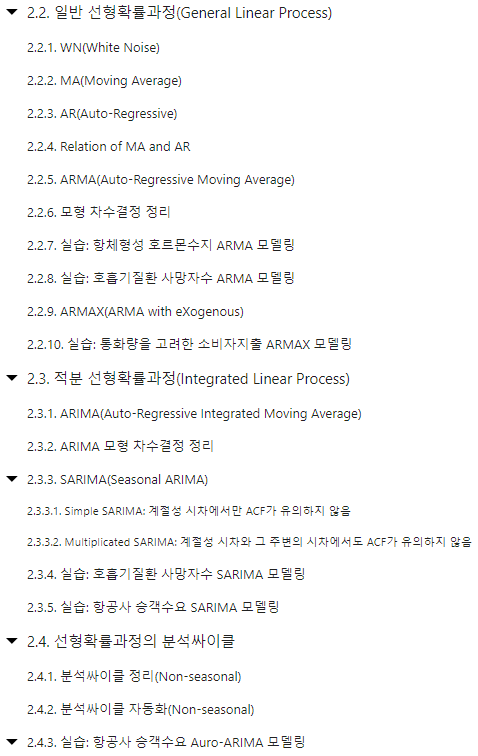 2.2. 일반 선형확률과정(General Linear Process)
2.2.1. WN(White Noise)
2.2.2. MA(Moving Average)
2.2.3. AR(Auto-Regressive)
2.2.4. Relation of MA and AR
2.2.5. ARMA(Auto-Regressive Moving Average)
2.2.6. 모형 차수결정 정리
2.2.7. 실습: 항체형성 호르몬수지 ARMA 모델링
2.2.8. 실습: 호흡기질환 사망자수 ARMA 모델링
2.2.9. ARMAX(ARMA with eXogenous)
2.2.10. 실습: 통화량을 고려한 소비자지출 ARMAX 모델링
2.3. 적분 선형확률과정(Integrated Linear Process)
2.3.1. ARIMA(Auto-Regressive Integrated Moving Average)
2.3.2. ARIMA 모형 차수결정 정리
2.3.3. SARIMA(Seasonal ARIMA)
2.3.3.1. Simple SARIMA: 계절성 시차에서만 ACF가 유의하지 않음
2.3.3.2. Multiplicated SARIMA: 계절성 시차와 그 주변의 시차에서도 ACF가 유의하지 않음
2.3.4. 실습: 호흡기질환 사망자수 SARIMA 모델링
2.3.5. 실습: 항공사 승객수요 SARIMA 모델링
2.4. 선형확률과정의 분석싸이클
2.4.1. 분석싸이클 정리(Non-seasonal)
2.4.2. 분석싸이클 자동화(Non-seasonal)
2.4.3. 실습: 항공사 승객수요 Auro-ARIMA 모델링